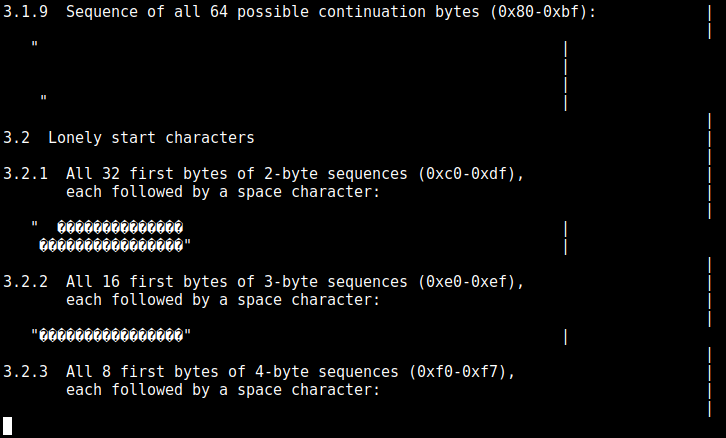 3.1.9  Sequence of all 64 possible continuation bytes (0x80-0xbf):            |
                                                                              |
   "                                                          |
                                                              |
                                                              |
    "                                                         |
                                                                              |
3.2  Lonely start characters                                                  |
                                                                              |
3.2.1  All 32 first bytes of 2-byte sequences (0xc0-0xdf),                    |
       each followed by a space character:                                    |
                                                                              |
   "  ��������������                                          |
    ����������������"                                         |
                                                                              |
3.2.2  All 16 first bytes of 3-byte sequences (0xe0-0xef),                    |
       each followed by a space character:                                    |
                                                                              |
   "����������������"                                         |
                                                                              |
3.2.3  All 8 first bytes of 4-byte sequences (0xf0-0xf7),                     |
       each followed by a space character:                                    |
                                                                              |